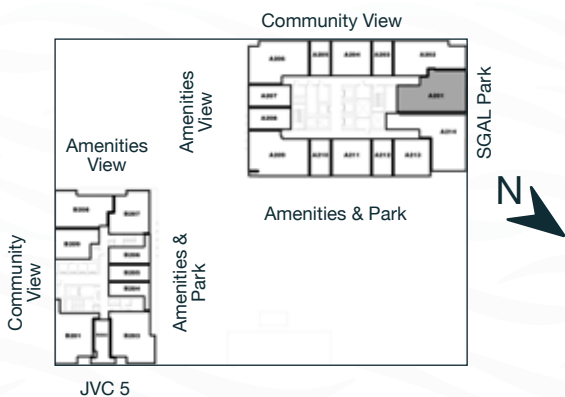 Community View
A206
A205
A204
A203
A202
A207
A201
A208
A214
A209
A210
A211
A212
A213
Amenities
View
SGAL Park
N
Amenities
View
Amenities & Park
B208
B207
B209
B206
B205
B204
B201
B203
Community
View
Amenities &
Park
JVC 5